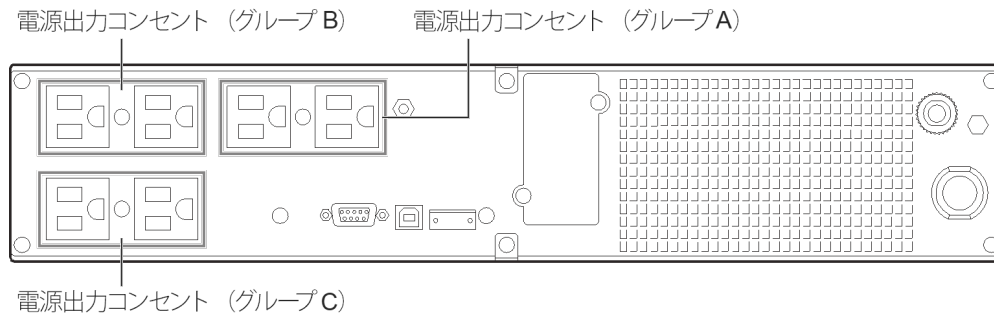 電源出力コンセント （グループ B）
電源出力コンセント （グループ A）
電源出力コンセント （グループ C）